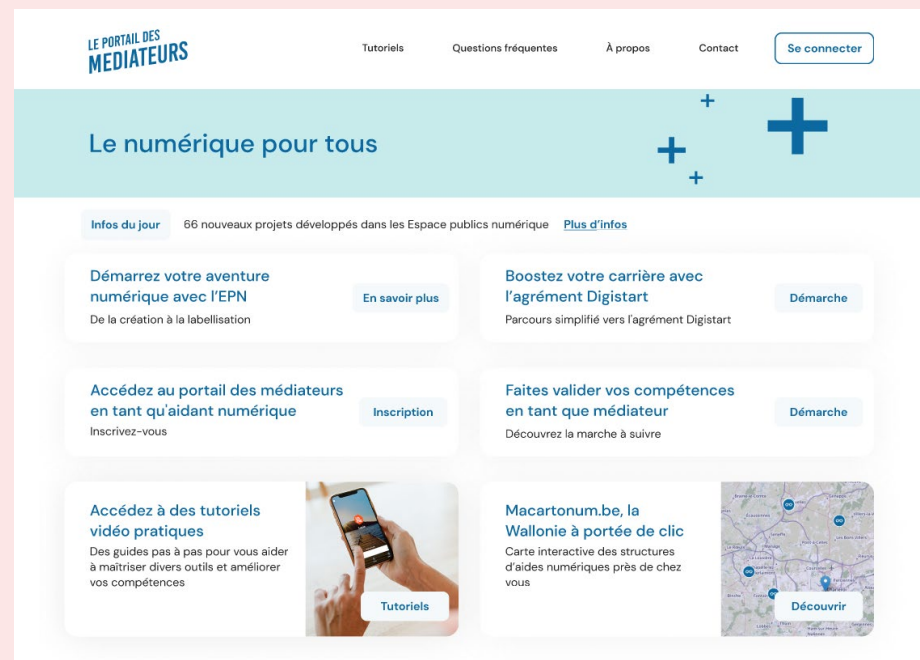 LE PORTAIL DES
MEDIATEURS
Tutoriels
Questions fréquentes
À propos
Contact
Se connecter
Le numérique pour tous
Infos du jour
66 nouveaux projets développés dans les Espace publics numérique
Plus d'infos
Démarrez votre aventure
numérique avec l'EPN
De la création à la labellisation
En savoir plus
Boostez votre carrière avec
l'agrément Digistart
Parcours simplifié vers l'agrément Digistart
Démarche
Accédez au portail des médiateurs
en tant qu'aidant numérique
Inscrivez-vous
Inscription
Faites valider vos compétences
en tant que médiateur
Découvrez la marche à suivre
Démarche
Accédez à des tutoriels
vidéo pratiques
Des guides pas à pas pour vous aider
à maîtriser divers outils et améliorer
vos compétences
Tutoriels
Macartonum.be, la
Wallonie à portée de clic
Carte interactive des structures
d'aides numériques près de chez
vous
Découvrir